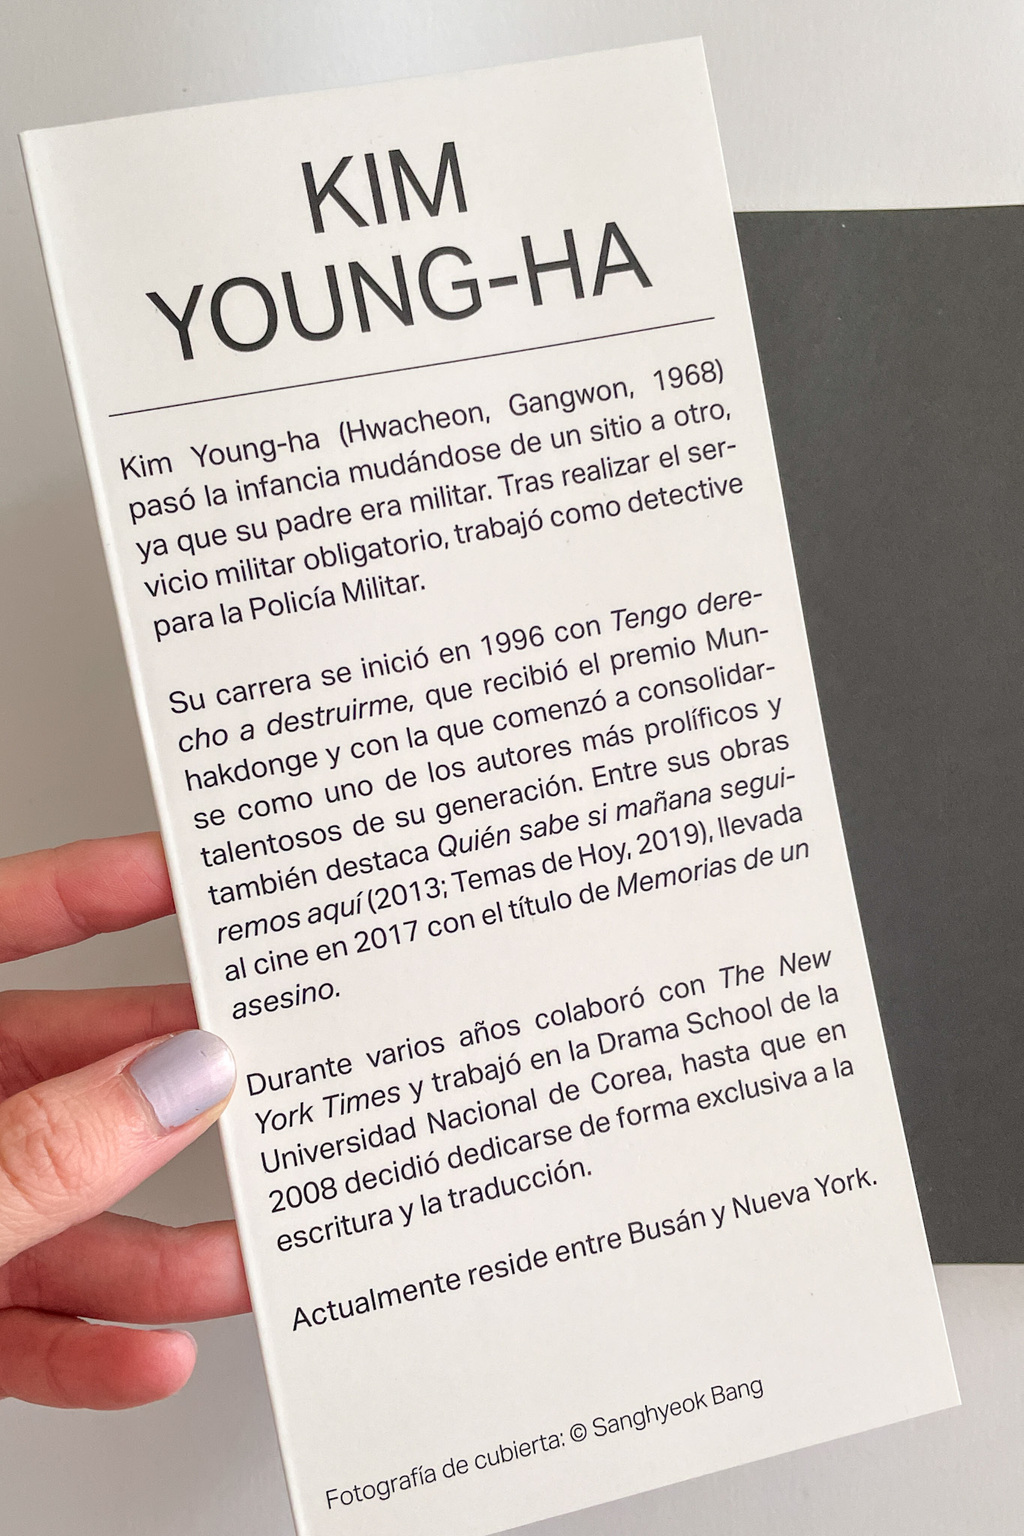 KIM
YOUNG-HA
Kim Young-ha (Hwacheon, Gangwon, 1968)
pasó la infancia mudándose de un sitio a otro,
ya que su padre era militar. Tras realizar el ser-
vicio militar obligatorio, trabajó como detective
para la Policía Militar.
Su carrera se inició en 1996 con Tengo dere-
cho a destruirme, que recibió el premio Mun-
hakdonge y con la que comenzó a consolidar-
se como uno de los autores más prolíficos y
talentosos de su generación. Entre sus obras
también destaca Quién sabe si mañana segui-
remos aquí (2013; Temas de Hoy, 2019), llevada
al cine en 2017 con el título de Memorias de un
asesino.
Durante varios años colaboró con The New
York Times y trabajó en la Drama School de la
Universidad Nacional de Corea, hasta que en
2008 decidió dedicarse de forma exclusiva a la
escritura y la traducción.
Actualmente reside entre Busán y Nueva York.
Fotografía de cubierta: © Sanghyeok Bang